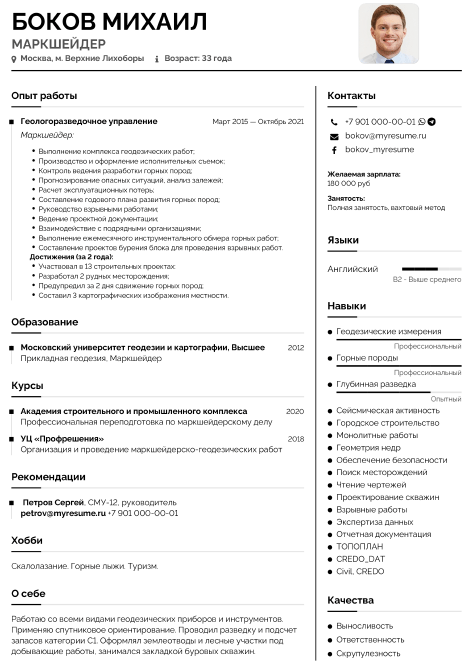 БОКОВ МИХАИЛ
МАРКШЕЙДЕР
Москва, м. Верхние Лихоборы Возраст: 33 года
Опыт работы
Геологоразведочное управление Март 2015 — Октябрь 2021
Маркшейдер:
Выполнение комплекса геодезических работ;
Производство и оформление исполнительных съемок;
Контроль ведения разработки горных пород;
Прогнозирование опасных ситуаций, анализ залежей;
Расчет эксплуатационных потерь;
Составление годового плана развития горных пород;
Руководство взрывными работами;
Ведение проектной документации;
Взаимодействие с подрядными организациями;
Выполнение ежемесячного инструментального обмера горных работ;
Составление проектов бурения блока для проведения взрывных работ.
Достижения (за 2 года):
Участвовал в 13 строительных проектах;
Разработал 2 рудных месторождения;
Предупредил за 2 дня сдвижение горных пород;
Составил 3 картографических изображения местности.
Образование
Московский университет геодезии и картографии, Высшее 2012
Прикладная геодезия, Маркшейдер
Курсы
Академия строительного и промышленного комплекса 2020
Профессиональная переподготовка по маркшейдерскому делу
УЦ «Профрешения» 2018
Организация и проведение маркшейдерско-геодезических работ
Рекомендации
Петров Сергей, СМУ-12, руководитель
petrov@myresume.ru +7 901 000-00-01
Хобби
Скалолазание. Горные лыжи. Туризм.
О себе
Работаю со всеми видами геодезических приборов и инструментов.
Применяю спутниковое ориентирование. Проводил разведку и подсчет
запасов категории C1. Оформлял землеотводы и лесные участки под
добывающие работы, занимался закладкой буровых скважин.
Контакты
+7 901 000-00-01
bokov@myresume.ru
bokov_myresume
Желаемая зарплата:
180 000 руб
Занятость:
Полная занятость, вахтовый метод
Языки
Английский
B2 - Выше среднего
Навыки
Геодезические измерения
Профессиональный
Горные породы
Профессиональный
Глубинная разведка
Опытный
Сейсмическая активность
Городское строительство
Монолитные работы
Геометрия недр
Обеспечение безопасности
Поиск месторождений
Чтение чертежей
Проектирование скважин
Взрывные работы
Экспертиза данных
Отчетная документация
ТОПОПЛАН
CREDO_DAT
Civil, CREDO
Качества
Выносливость
Ответственность
Скрупулезность